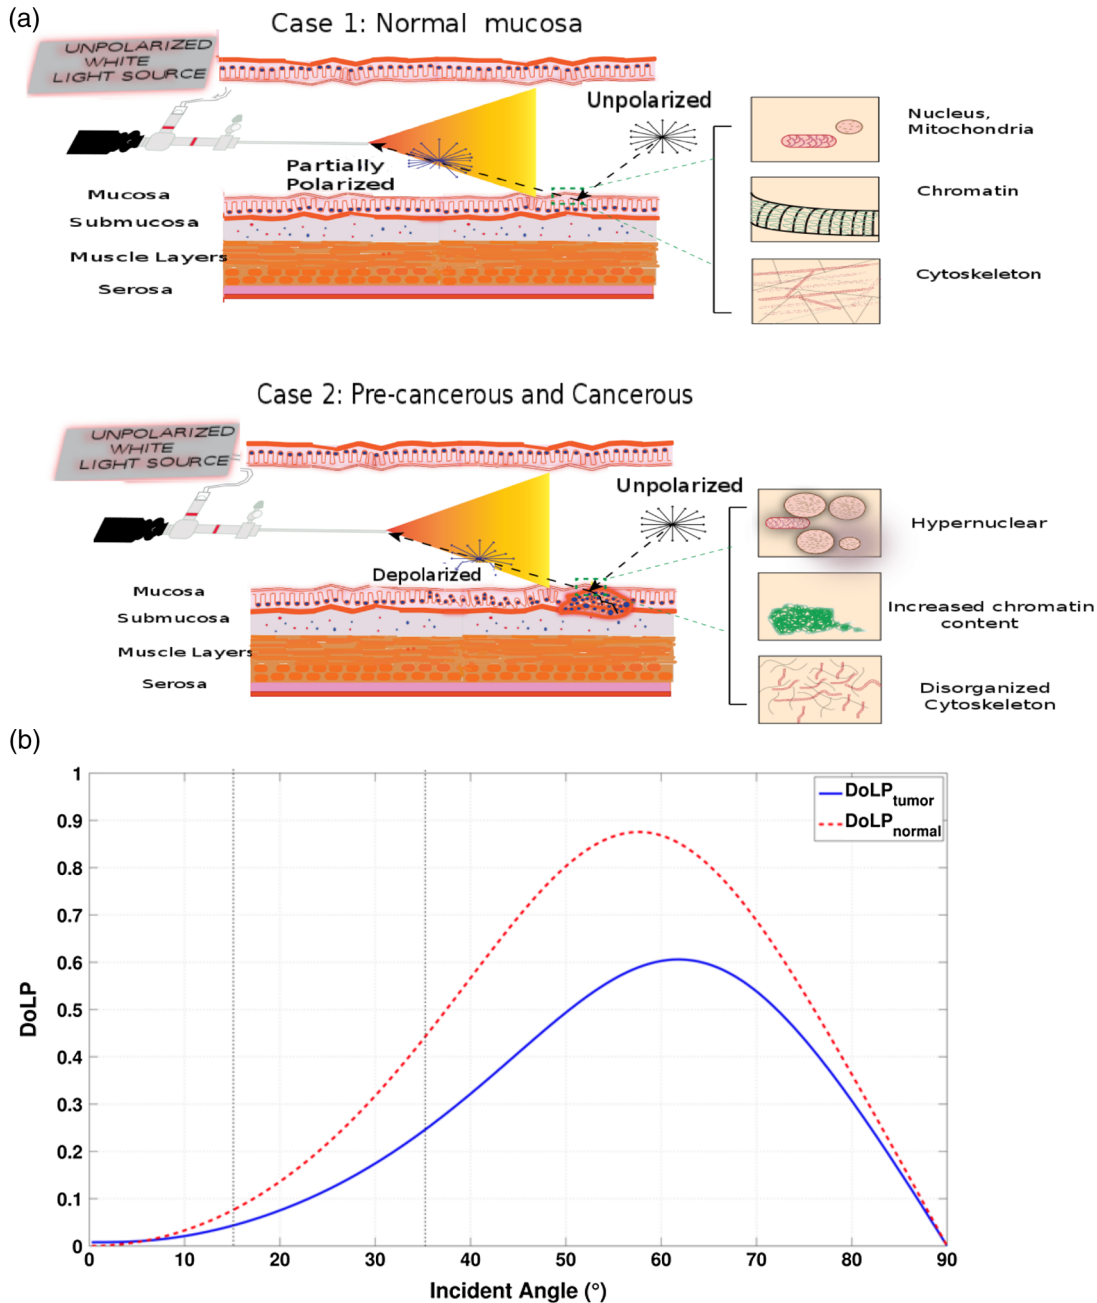 (a)
Case 1: Normal mucosa
UNPOLARIZED
WHITE
LIGHT SOURCE
Unpolarized
Partially
Polarized
Mucosa
Submucosa
Muscle Layers
Serosa
Nucleus,
Mitochondria
Chromatin
Cytoskeleton
Case 2: Pre-cancerous and Cancerous
UNPOLARIZED
WHITE
LIGHT SOURCE
Unpolarized
Depolarized
Mucosa
Submucosa
Muscle Layers
Serosa
Hypernuclear
Increased chromatin
content
Disorganized
Cytoskeleton
(b)
DoLP
1
0.9
0.8
0.7
0.6
0.5
0.4
0.3
0.2
0.1
0
DoLP tumor
DoLP normal
0 10 20 30 40 50 60 70 80 90
Incident Angle (°)